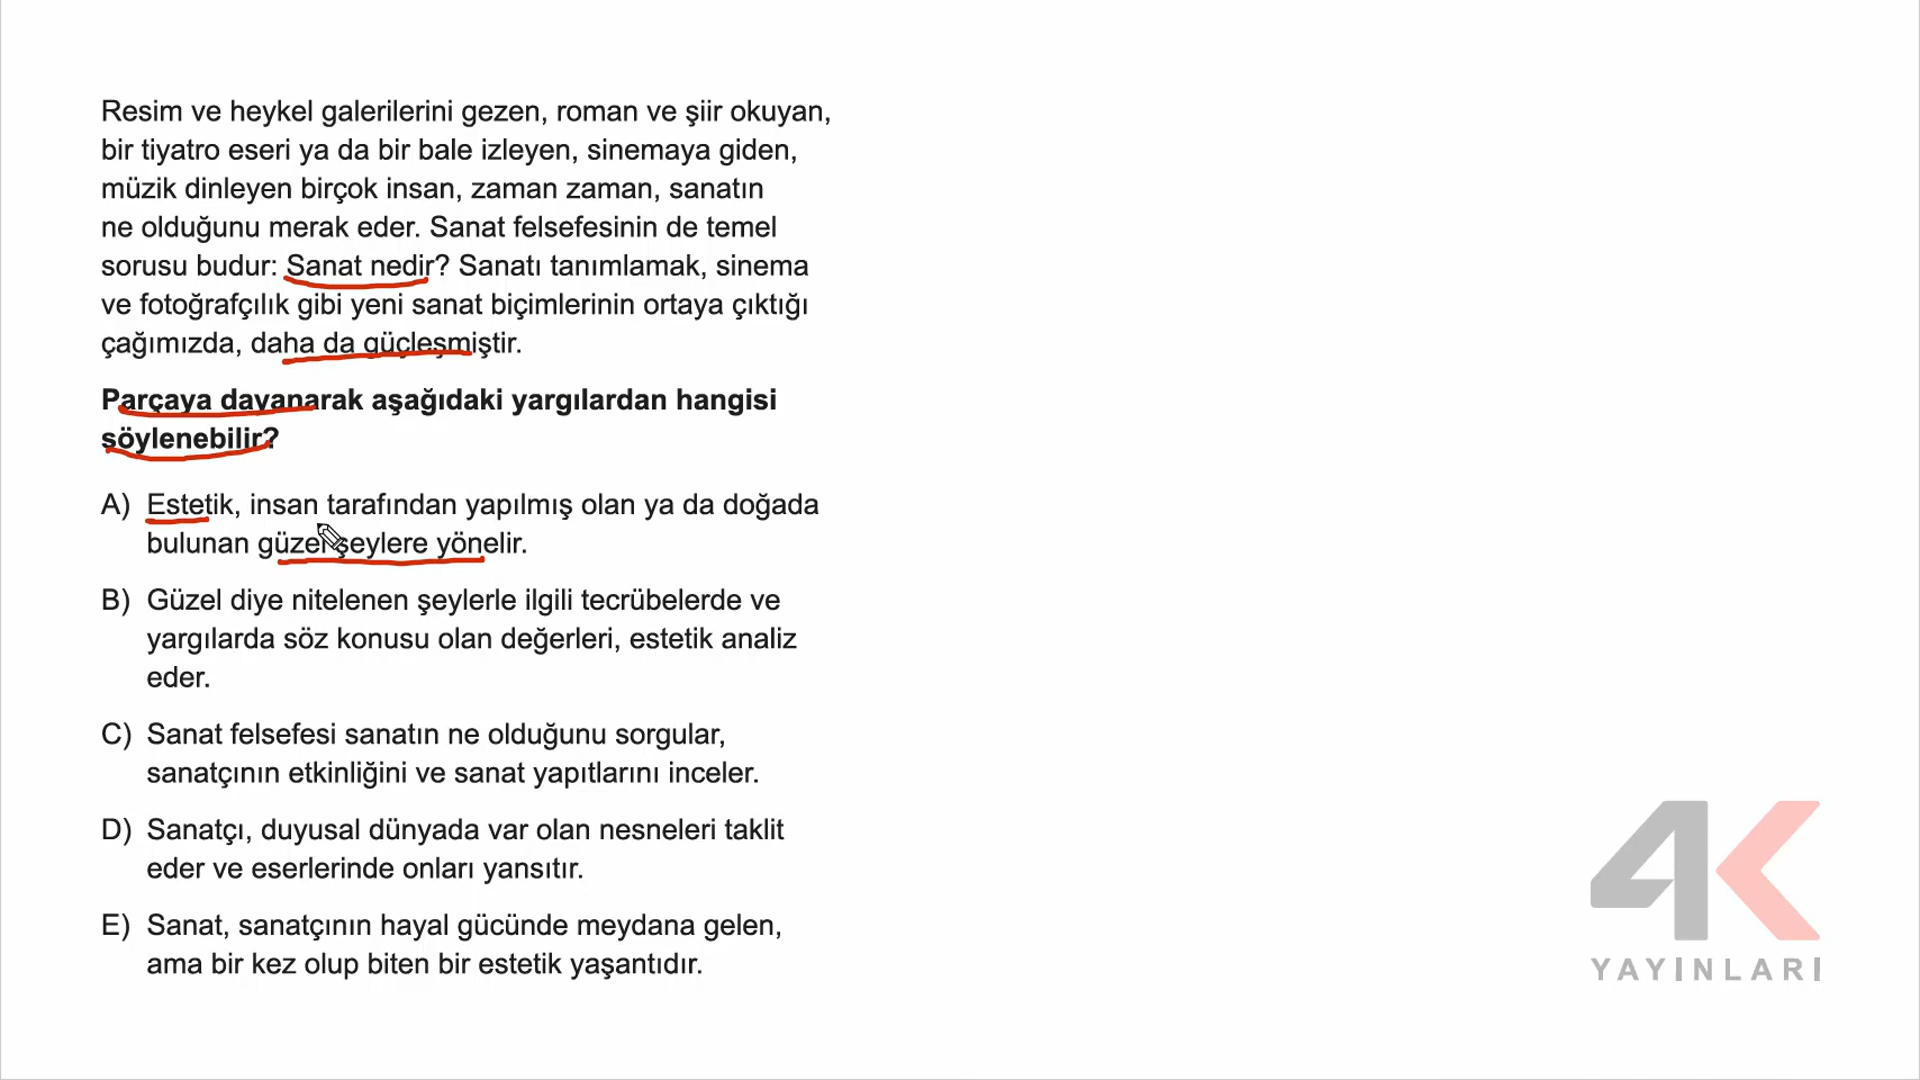 Resim ve heykel galerilerini gezen, roman ve şiir okuyan,
bir tiyatro eseri ya da bir bale izleyen, sinemaya giden,
müzik dinleyen birçok insan, zaman zaman, sanatın
ne olduğunu merak eder. Sanat felsefesinin de temel
sorusu budur: Sanat nedir? Sanatı tanımlamak, sinema
ve fotoğrafçılık gibi yeni sanat biçimlerinin ortaya çıktığı
çağımızda, daha da güçleşmiştir.
Parçaya dayanarak aşağıdaki yargılardan hangisi
söylenebilir?
A) Estetik, insan tarafından yapılmış olan ya da doğada
bulunan güzel şeylere yönelir.
B) Güzel diye nitelenen şeylerle ilgili tecrübelerde ve
yargılarda söz konusu olan değerleri, estetik analiz
eder.
C) Sanat felsefesi sanatın ne olduğunu sorgular,
sanatçının etkinliğini ve sanat yapıtlarını inceler.
D) Sanatçı, duyusal dünyada var olan nesneleri taklit
eder ve eserlerinde onları yansıtır.
E) Sanat, sanatçının hayal gücünde meydana gelen,
ama bir kez olup biten bir estetik yaşantıdır.
4K
YAYINLARI